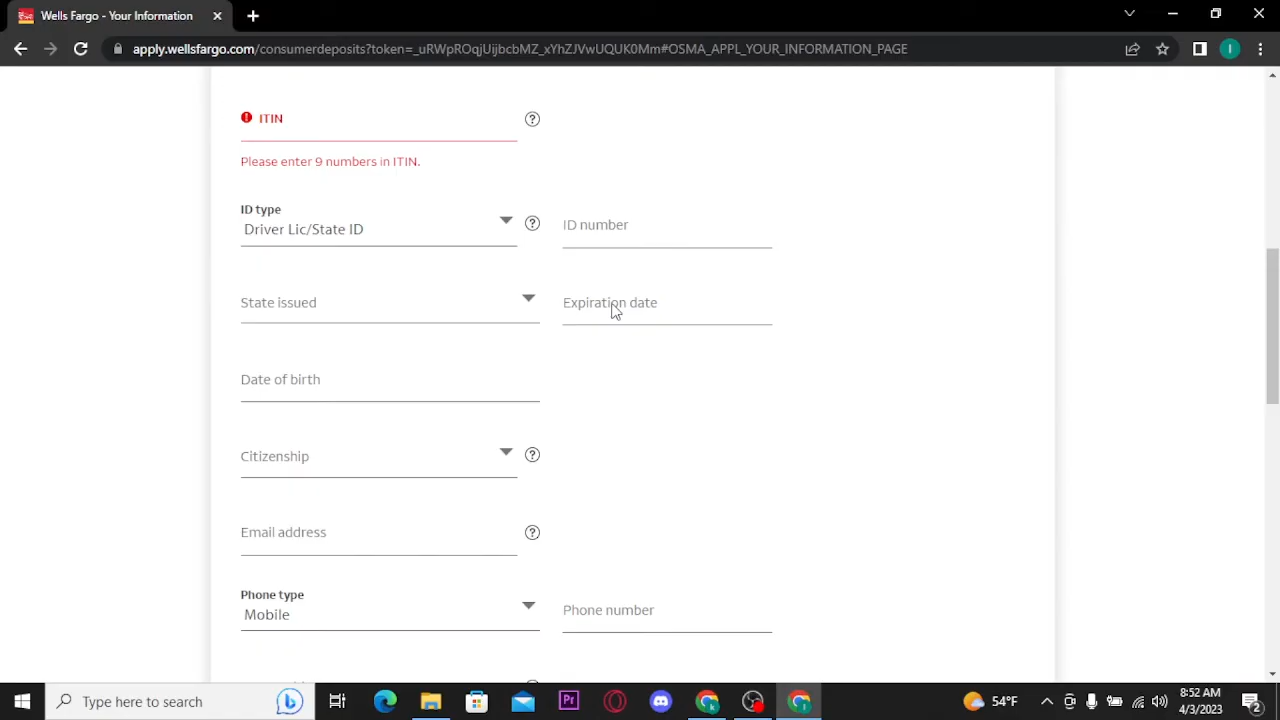 Wells Fargo - Your Information
apply.wellsfargo.com/consumerdeposits?token=_uRWpROqjUijbcbMZ_xYhZJVwUQUK0Mm#OSMA_APPL_YOUR_INFORMATION_PAGE
ITIN
Please enter 9 numbers in ITIN.
ID type
Driver Lic/State ID
ID number
State issued
Expiration date
Date of birth
Citizenship
Email address
Phone type
Mobile
Phone number
Type here to search
54°F
8:52 AM
4/3/2023